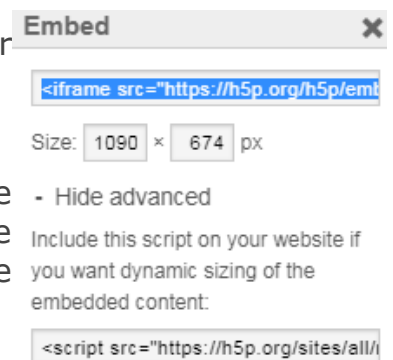 Embed
<iframe src="https://h5p.org/h5p/emb
Size: 1090 × 674 px
- Hide advanced
Include this script on your website if
you want dynamic sizing of the
embedded content:
<script src="https://h5p.org/sites/all/